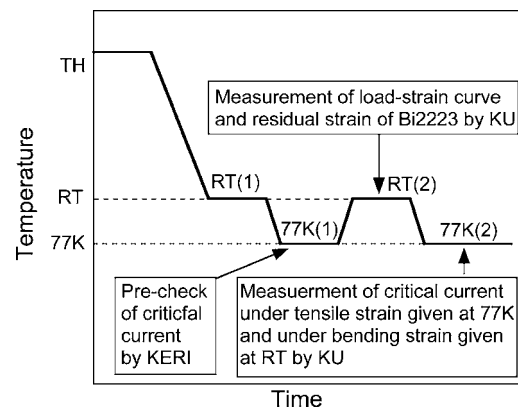 TH
Measurement of load-strain curve
and residual strain of Bi2223 by KU
RT(1)
RT(2)
RT
77K(1)
77K(2)
77K
Pre-check
of criticfal
current
by KERI
Measuerment of critical current
under tensile strain given at 77K
and under bending strain given
at RT by KU
Temperature
Time